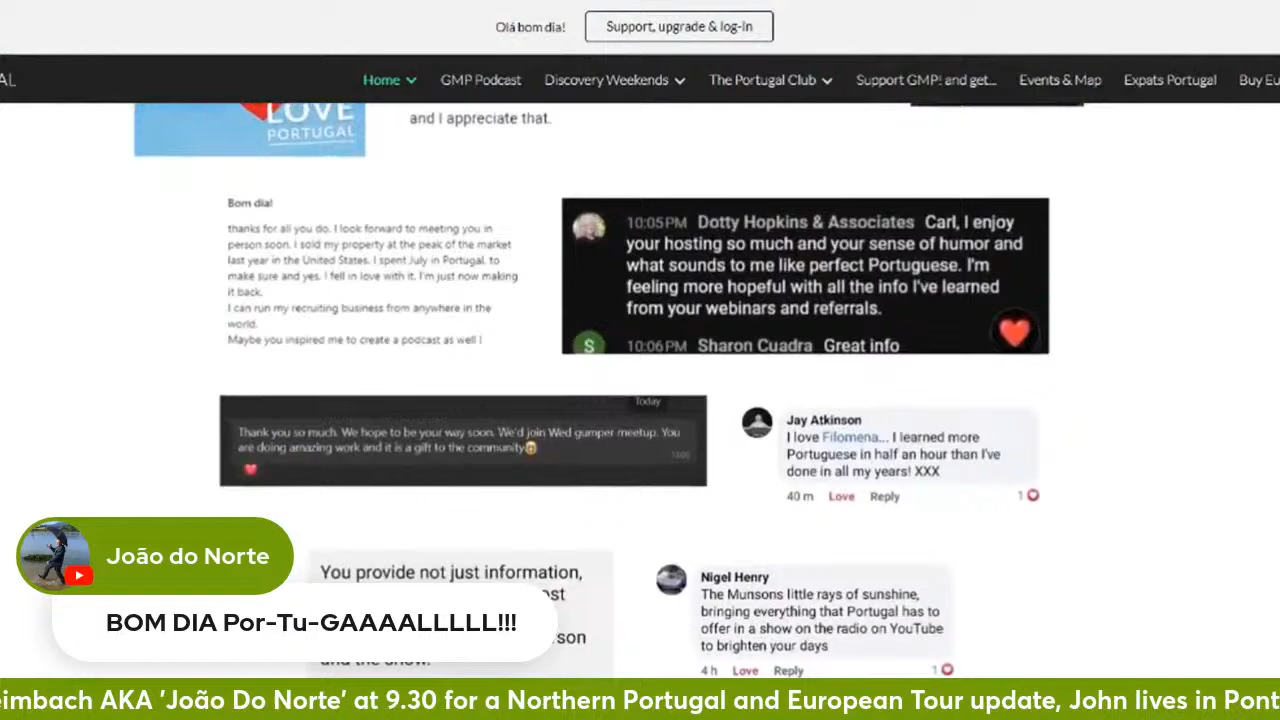 Olá bom dia!
Support, upgrade & log-in
AL
Home
GMP Podcast
Discovery Weekends
The Portugal Club
Support GMP! and get...
Events & Map
Expats Portugal
Buy Eu
LOVE
PORTUGAL
and I appreciate that.
Bom dia!
thanks for all you do. I look forward to meeting you in
person soon. I sold my property at the peak of the market
last year in the United States. I spent July in Portugal, to
make sure and yes, I fell in love with it. I'm just now making
it back.
I can run my recruiting business from anywhere in the
world.
Maybe you inspired me to create a podcast as well !
10:05 PM Dotty Hopkins & Associates Carl, I enjoy
your hosting so much and your sense of humor and
what sounds to me like perfect Portuguese. I'm
feeling more hopeful with all the info I've learned
from your webinars and referrals.
S
10:06 PM Sharon Cuadra Great info
Today
Thank you so much. We hope to be your way soon. We'd join Wed gumper meetup. You
are doing amazing work and it is a gift to the community
Jay Atkinson
I love Filomena... I learned more
Portuguese in half an hour than I've
done in all my years! XXX
40 m Love Reply 1
João do Norte
BOM DIA Por-Tu-GAAAALLLLL!!!
You provide not just information,
Nigel Henry
The Munsons little rays of sunshine,
bringing everything that Portugal has to
offer in a show on the radio on YouTube
to brighten your days
4 h Love Reply 1
eimbach AKA 'João Do Norte' at 9.30 for a Northern Portugal and European Tour update, John lives in Pont